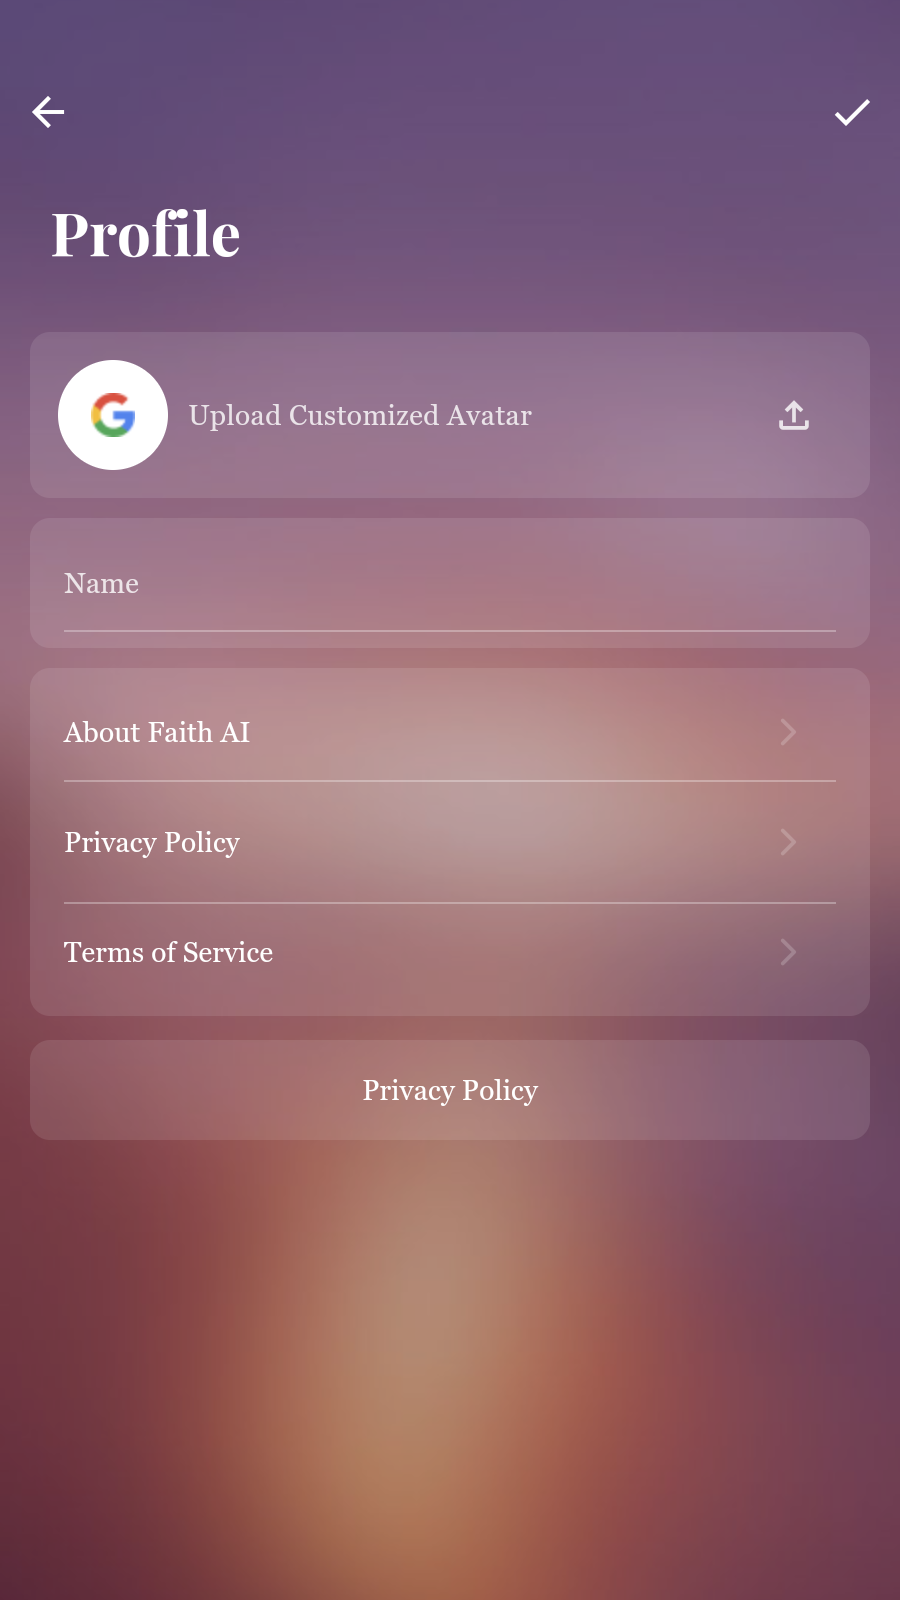 Profile
Upload Customized Avatar
Name
About Faith AI
Privacy Policy
Terms of Service
Privacy Policy